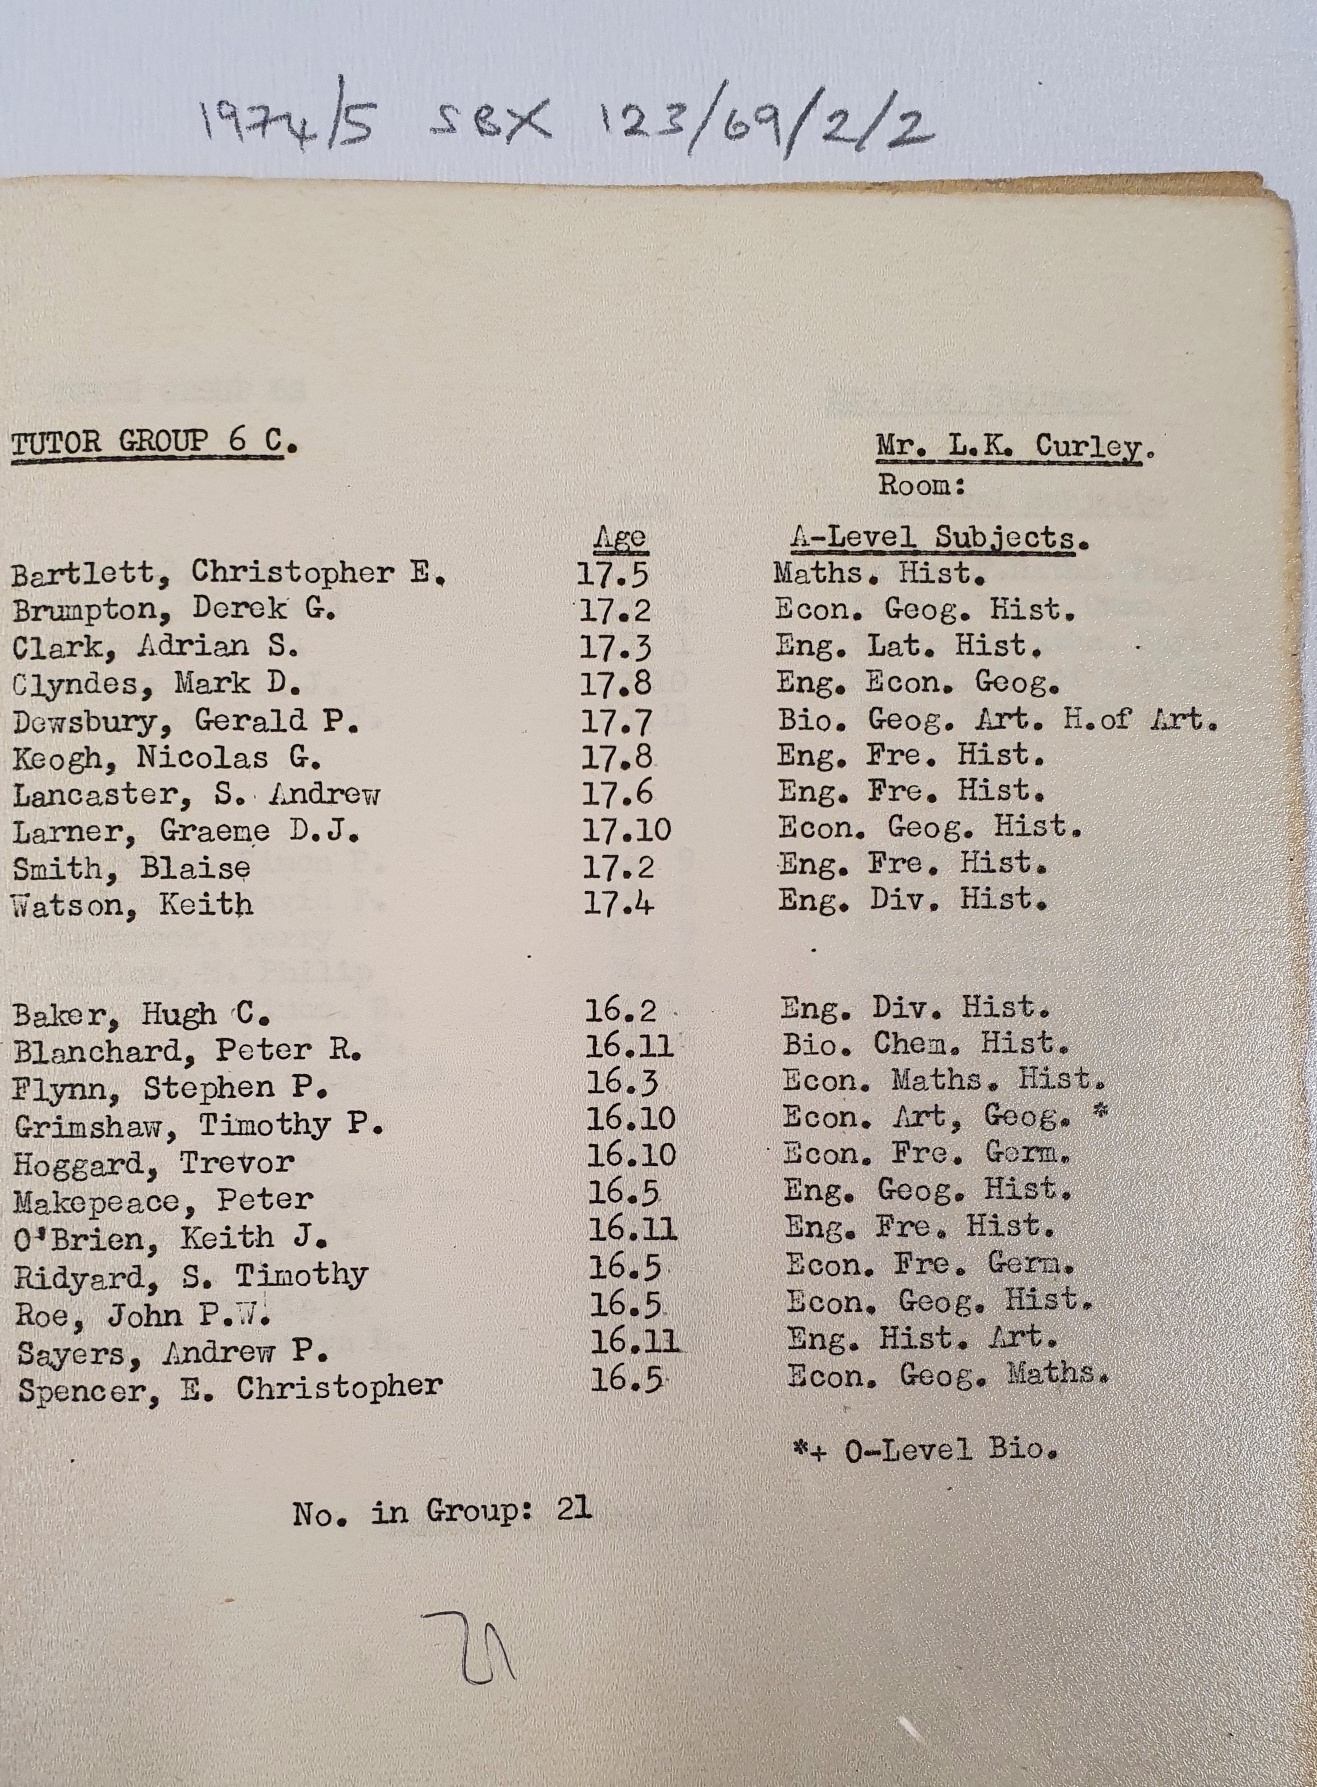 1974/5 SBX 123/69/2/2
TUTOR GROUP 6 C. Mr. L.K. Curley.
Room:
Age A-Level Subjects.
Bartlett, Christopher E. 17.5 Maths. Hist.
Brumpton, Derek G. 17.2 Econ. Geog. Hist.
Clark, Adrian S. 17.3 Eng. Lat. Hist.
Clyndes, Mark D. 17.8 Eng. Econ. Geog.
Dewsbury, Gerald P. 17.7 Bio. Geog. Art. H.of Art.
Keogh, Nicolas G. 17.8 Eng. Fre. Hist.
Lancaster, S. Andrew 17.6 Eng. Fre. Hist.
Larner, Graeme D.J. 17.10 Econ. Geog. Hist.
Smith, Blaise 17.2 Eng. Fre. Hist.
Watson, Keith 17.4 Eng. Div. Hist.
Baker, Hugh C. 16.2 Eng. Div. Hist.
Blanchard, Peter R. 16.11 Bio. Chem. Hist.
Flynn, Stephen P. 16.3 Econ. Maths. Hist.
Grimshaw, Timothy P. 16.10 Econ. Art, Geog. *
Hoggard, Trevor 16.10 Econ. Fre. Germ.
Makepeace, Peter 16.5 Eng. Geog. Hist.
O'Brien, Keith J. 16.11 Eng. Fre. Hist.
Ridyard, S. Timothy 16.5 Econ. Fre. Germ.
Roe, John P.W. 16.5 Econ. Geog. Hist.
Sayers, Andrew P. 16.11 Eng. Hist. Art.
Spencer, E. Christopher 16.5 Econ. Geog. Maths.
*+ O-Level Bio.
No. in Group: 21
21